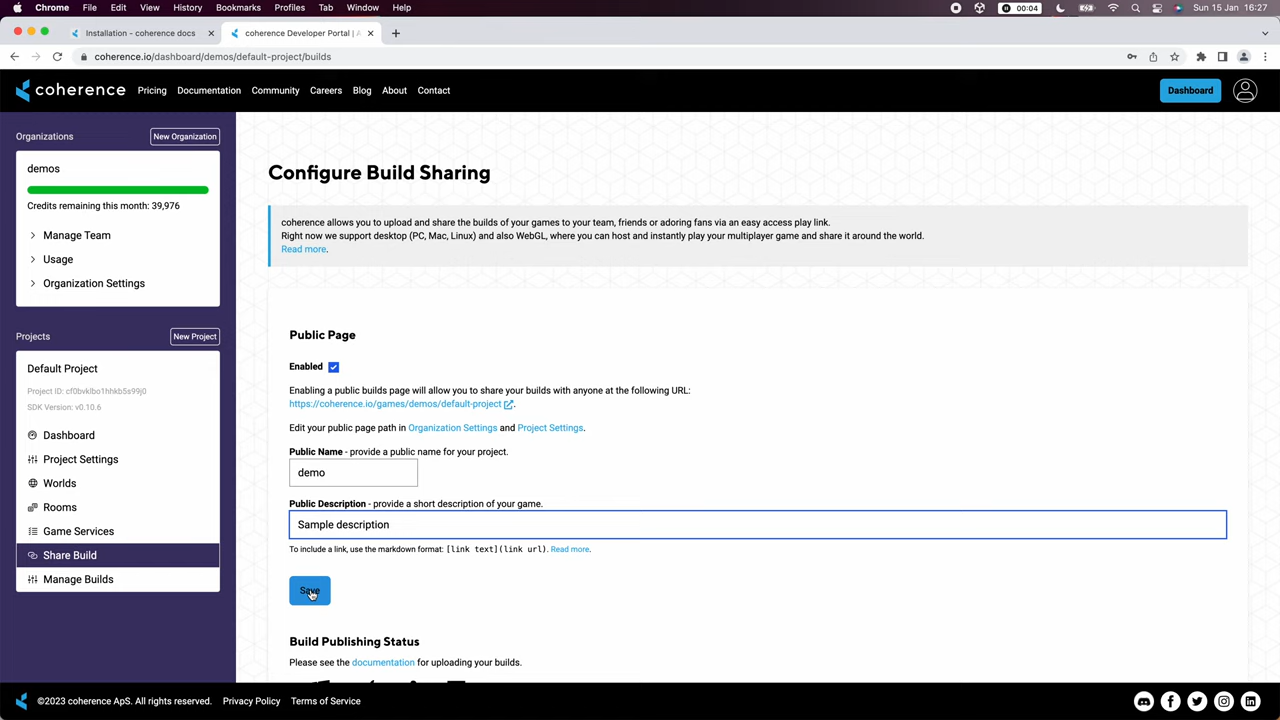 Chrome File Edit View History Bookmarks Profiles Tab Window Help 00:04 Sun 15 Jan 16:27
Installation - coherence docs coherence Developer Portal | A
coherence.io/dashboard/demos/default-project/builds
coherence Pricing Documentation Community Careers Blog About Contact Dashboard
Organizations New Organization
demos
Credits remaining this month: 39,976
Manage Team
Usage
Organization Settings
Projects New Project
Default Project
Project ID: cf0bvklbo1hhkb5s99j0
SDK Version: v0.10.6
Dashboard
Project Settings
Worlds
Rooms
Game Services
Share Build
Manage Builds
Configure Build Sharing
coherence allows you to upload and share the builds of your games to your team, friends or adoring fans via an easy access play link.
Right now we support desktop (PC, Mac, Linux) and also WebGL, where you can host and instantly play your multiplayer game and share it around the world.
Read more.
Public Page
Enabled
Enabling a public builds page will allow you to share your builds with anyone at the following URL:
https://coherence.io/games/demos/default-project.
Edit your public page path in Organization Settings and Project Settings.
Public Name - provide a public name for your project.
demo
Public Description - provide a short description of your game.
Sample description
To include a link, use the markdown format: [link text](link url). Read more.
Save
Build Publishing Status
Please see the documentation for uploading your builds.
©2023 coherence ApS. All rights reserved. Privacy Policy Terms of Service